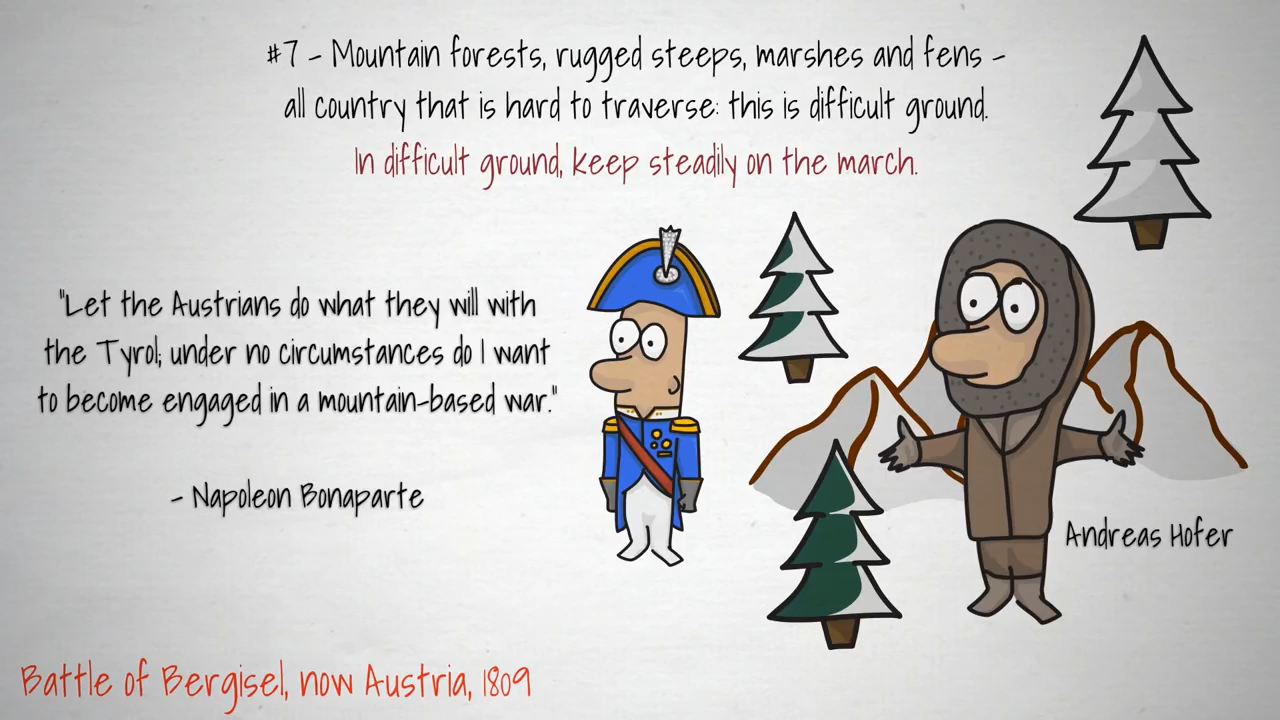 #7 - Mountain forests, rugged steeps, marshes and fens -
all country that is hard to traverse: this is difficult ground.
In difficult ground, keep steadily on the march.
"Let the Austrians do what they will with
the Tyrol; under no circumstances do I want
to become engaged in a mountain-based war."
- Napoleon Bonaparte
Andreas Hofer
Battle of Bergisel, now Austria, 1809